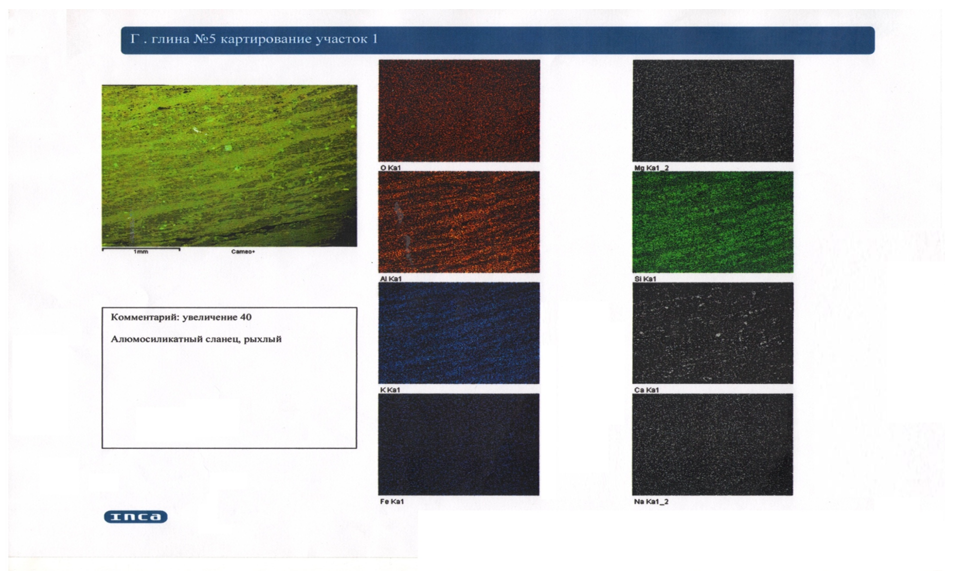 Г . глина №5 картирование участок 1
1mm
Cameo+
Комментарий: увеличение 40
Алюмосиликатный сланец, рыхлый
O Ka1
Mg Ka1_2
Al Ka1
Si Ka1
K Ka1
Ca Ka1
Fe Ka1
Na Ka1_2
INCA